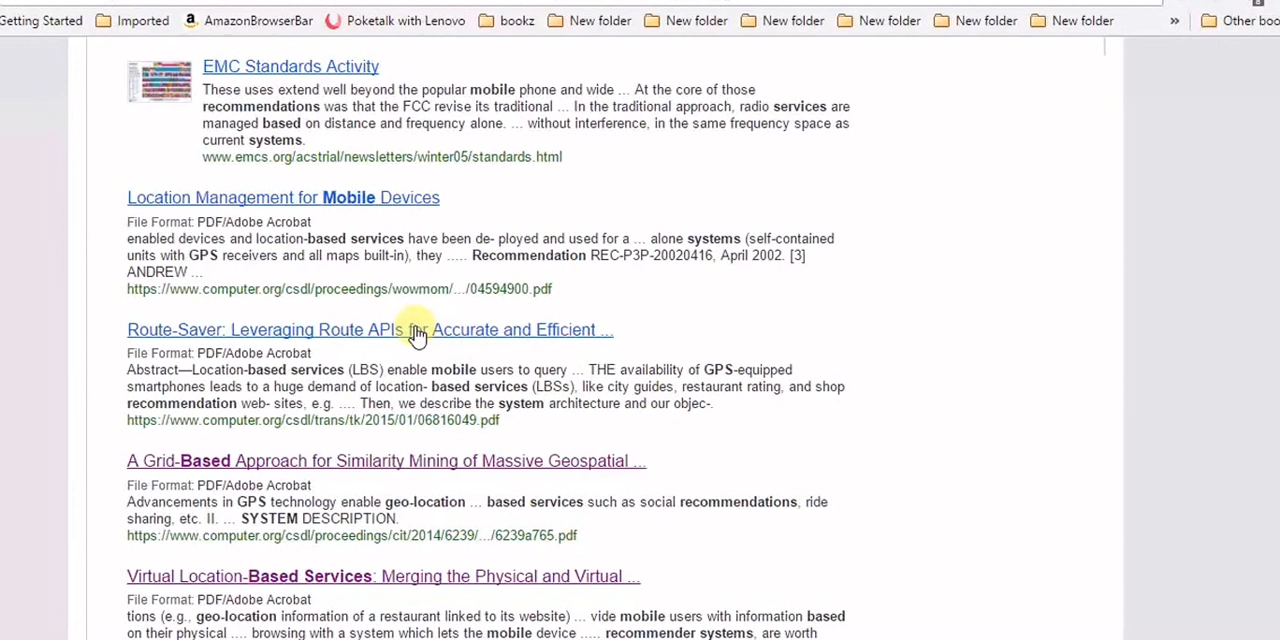 Getting Started Imported AmazonBrowserBar Poketalk with Lenovo bookz New folder New folder New folder New folder New folder New folder » Other boo
EMC Standards Activity
These uses extend well beyond the popular mobile phone and wide ... At the core of those
recommendations was that the FCC revise its traditional ... In the traditional approach, radio services are
managed based on distance and frequency alone. ... without interference, in the same frequency space as
current systems.
www.emcs.org/acstrial/newsletters/winter05/standards.html
Location Management for Mobile Devices
File Format: PDF/Adobe Acrobat
enabled devices and location-based services have been de- ployed and used for a ... alone systems (self-contained
units with GPS receivers and all maps built-in), they ..... Recommendation REC-P3P-20020416, April 2002. [3]
ANDREW ...
https://www.computer.org/csdl/proceedings/wowmom/.../04594900.pdf
Route-Saver: Leveraging Route APIs for Accurate and Efficient ...
File Format: PDF/Adobe Acrobat
Abstract—Location-based services (LBS) enable mobile users to query ... THE availability of GPS-equipped
smartphones leads to a huge demand of location- based services (LBSs), like city guides, restaurant rating, and shop
recommendation web- sites, e.g. .... Then, we describe the system architecture and our objec-.
https://www.computer.org/csdl/trans/tk/2015/01/06816049.pdf
A Grid-Based Approach for Similarity Mining of Massive Geospatial ...
File Format: PDF/Adobe Acrobat
Advancements in GPS technology enable geo-location ... based services such as social recommendations, ride
sharing, etc. II. ... SYSTEM DESCRIPTION.
https://www.computer.org/csdl/proceedings/cit/2014/6239/.../6239a765.pdf
Virtual Location-Based Services: Merging the Physical and Virtual ...
File Format: PDF/Adobe Acrobat
tions (e.g., geo-location information of a restaurant linked to its website) ... vide mobile users with information based
on their physical .... browsing with a system which lets the mobile device ..... recommender systems, are worth